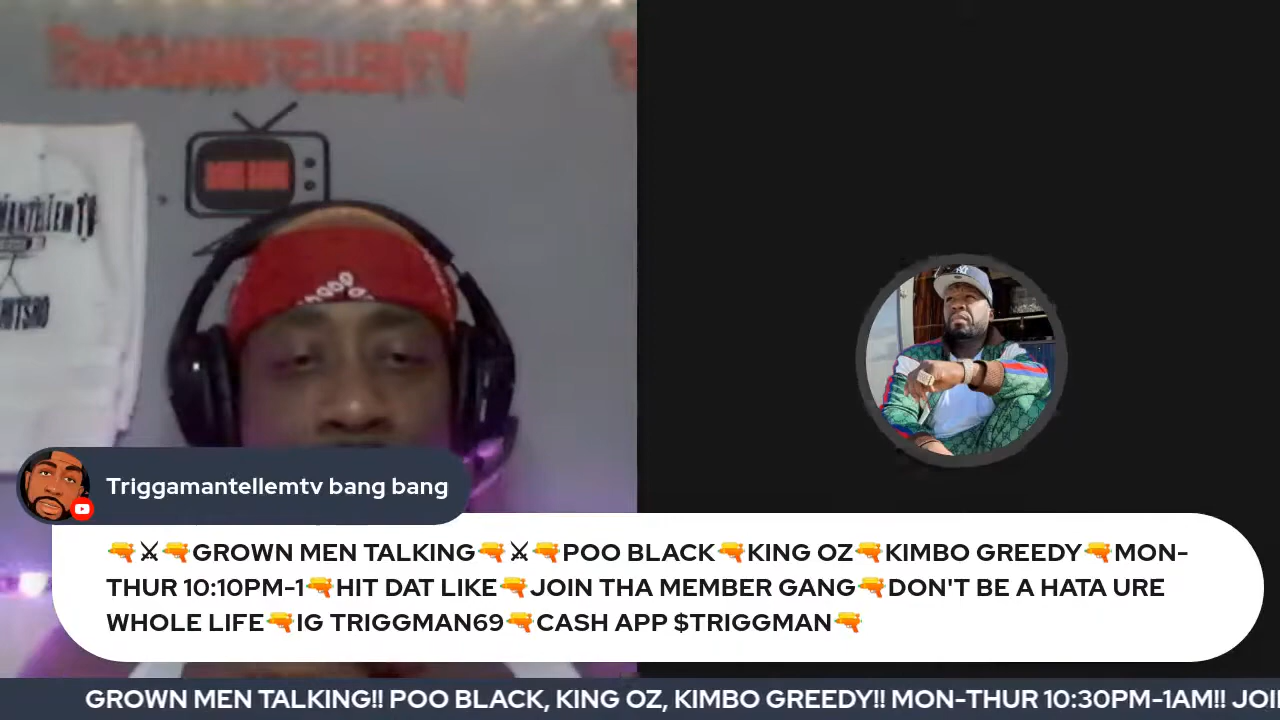 TRIGGAMANTELLEMTV
Triggamantellemtv bang bang
🔫⚔🔫GROWN MEN TALKING🔫⚔🔫POO BLACK🔫KING OZ🔫KIMBO GREEDY🔫MON-
THUR 10:10PM-1🔫HIT DAT LIKE🔫JOIN THA MEMBER GANG🔫DON'T BE A HATA URE
WHOLE LIFE🔫IG TRIGGMAN69🔫CASH APP $TRIGGMAN🔫
GROWN MEN TALKING!! POO BLACK, KING OZ, KIMBO GREEDY!! MON-THUR 10:30PM-1AM!! JOI